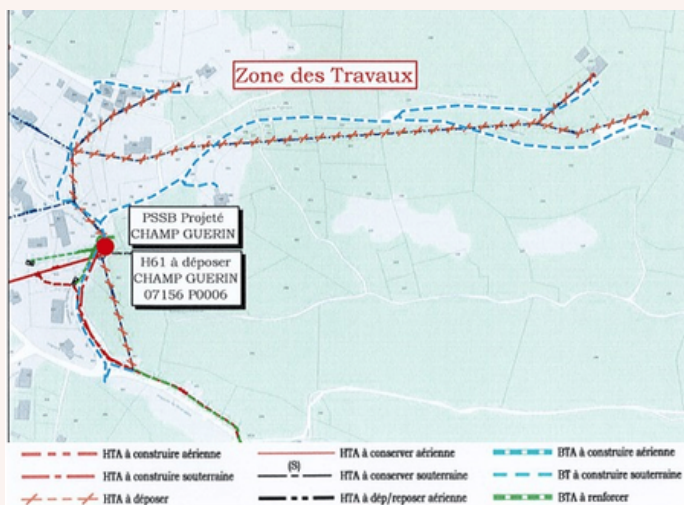 Zone des Travaux
PSSB Projeté
CHAMP GUERIN
H61 à déposer
CHAMP GUERIN
07156 P0006
HTA à construire aérienne
HTA à conserver aérienne
BTA à construire aérienne
HTA à construire souterraine
(S)
HTA à conserver souterraine
BT à construire souterraine
HTA à déposer
HTA à dép/reposer aérienne
BTA à renforcer